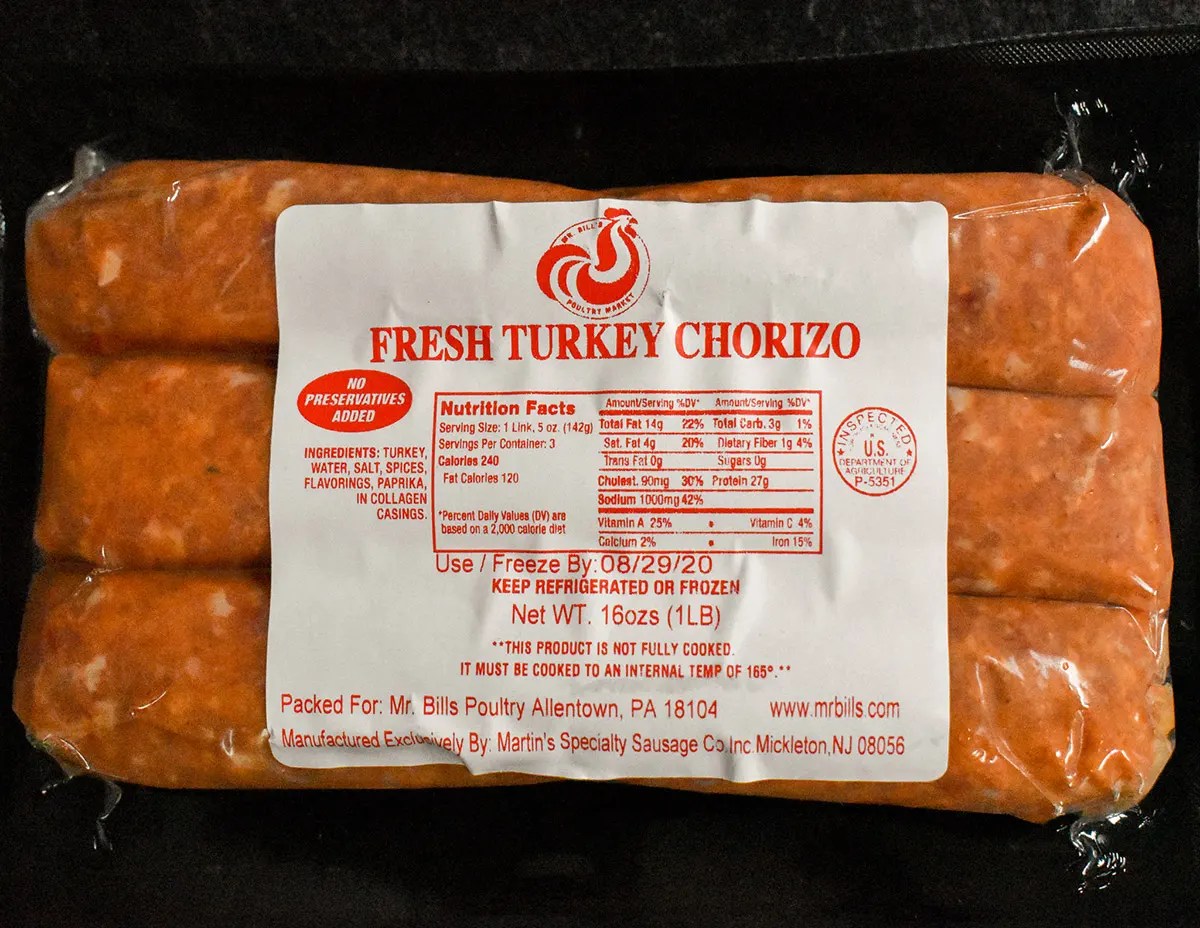 MR. BILL'S
POULTRY MARKET
FRESH TURKEY CHORIZO
NO
PRESERVATIVES
ADDED
INGREDIENTS: TURKEY,
WATER, SALT, SPICES,
FLAVORINGS, PAPRIKA,
IN COLLAGEN
CASINGS.
Nutrition Facts
Serving Size: 1 Link, 5 oz. (142g)
Servings Per Container: 3
Calories 240
Fat Calories 120
*Percent Daily Values (DV) are
based on a 2,000 calorie diet
Amount/Serving %DV* Amount/Serving %DV*
Total Fat 14g 22% Total Carb. 3g 1%
Sat. Fat 4g 20% Dietary Fiber 1g 4%
Trans Fat 0g Sugars 0g
Cholest. 90mg 30% Protein 27g
Sodium 1000mg 42%
Vitamin A 25% • Vitamin C 4%
Calcium 2% • Iron 15%
INSPECTED
U.S.
DEPARTMENT OF
AGRICULTURE
P-5351
Use / Freeze By:08/29/20
KEEP REFRIGERATED OR FROZEN
Net WT. 16ozs (1LB)
**THIS PRODUCT IS NOT FULLY COOKED.
IT MUST BE COOKED TO AN INTERNAL TEMP OF 165°.**
Packed For: Mr. Bills Poultry Allentown, PA 18104 www.mrbills.com
Manufactured Exclusively By: Martin's Specialty Sausage Co. Inc. Mickleton, NJ 08056